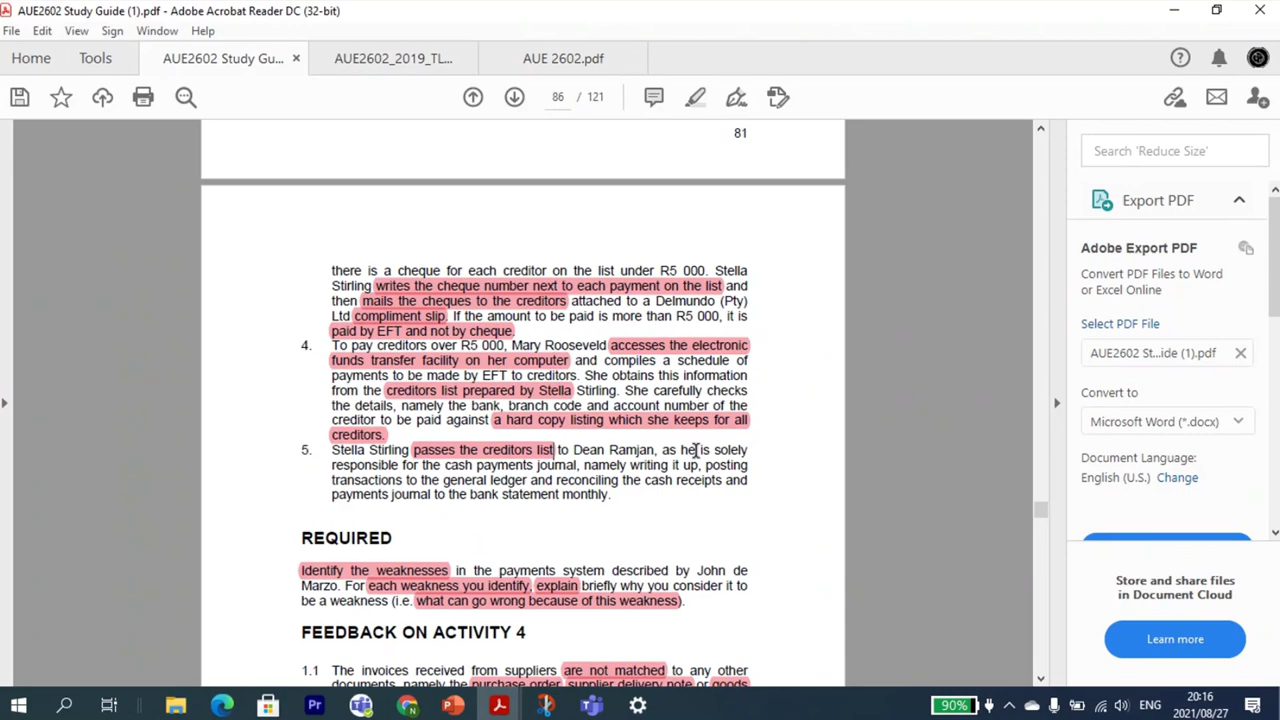 AUE2602 Study Guide (1).pdf - Adobe Acrobat Reader DC (32-bit)
File Edit View Sign Window Help
Home Tools AUE2602 Study Gu... AUE2602_2019_TL... AUE 2602.pdf
86 / 121
81
there is a cheque for each creditor on the list under R5 000. Stella
Stirling writes the cheque number next to each payment on the list and
then mails the cheques to the creditors attached to a Delmundo (Pty)
Ltd compliment slip. If the amount to be paid is more than R5 000, it is
paid by EFT and not by cheque.
4. To pay creditors over R5 000, Mary Rooseveld accesses the electronic
funds transfer facility on her computer and compiles a schedule of
payments to be made by EFT to creditors. She obtains this information
from the creditors list prepared by Stella Stirling. She carefully checks
the details, namely the bank, branch code and account number of the
creditor to be paid against a hard copy listing which she keeps for all
creditors.
5. Stella Stirling passes the creditors list to Dean Ramjan, as he is solely
responsible for the cash payments journal, namely writing it up, posting
transactions to the general ledger and reconciling the cash receipts and
payments journal to the bank statement monthly.
REQUIRED
Identify the weaknesses in the payments system described by John de
Marzo. For each weakness you identify, explain briefly why you consider it to
be a weakness (i.e. what can go wrong because of this weakness).
FEEDBACK ON ACTIVITY 4
1.1 The invoices received from suppliers are not matched to any other
documents, namely the purchase order, supplier delivery note or goods
Search 'Reduce Size'
Export PDF
Adobe Export PDF
Convert PDF Files to Word
or Excel Online
Select PDF File
AUE2602 St...ide (1).pdf
Convert to
Microsoft Word (*.docx)
Document Language:
English (U.S.) Change
Store and share files
in Document Cloud
Learn more
90%
20:16
2021/08/27